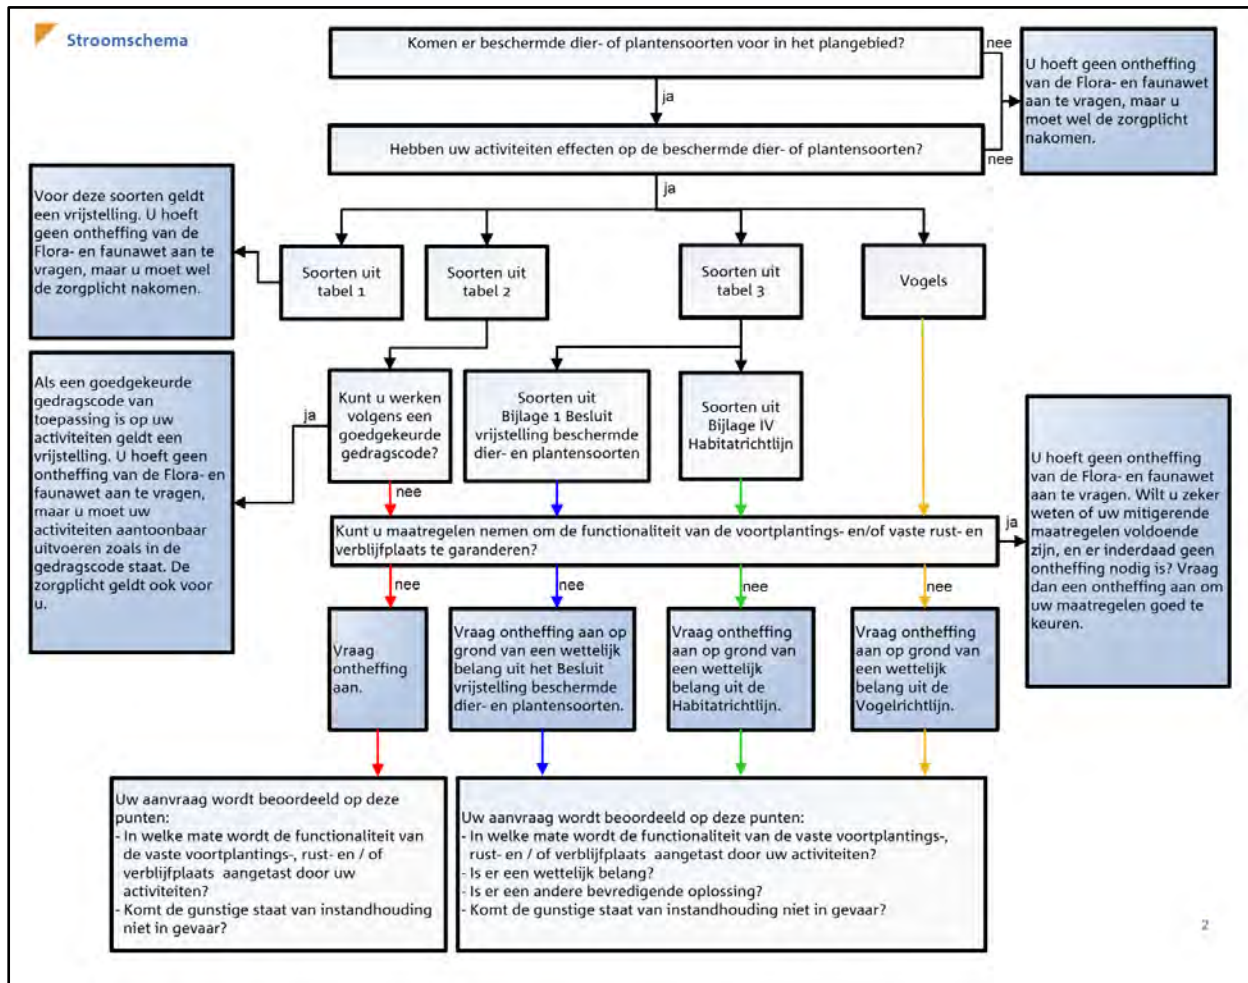 Stroomschema
Komen er beschermde dier- of plantensoorten voor in het plangebied?
nee
U hoeft geen ontheffing
van de Flora- en faunawet
aan te vragen, maar u
moet wel de zorgplicht
nakomen.
ja
Hebben uw activiteiten effecten op de beschermde dier- of plantensoorten?
nee
ja
Voor deze soorten geldt
een vrijstelling. U hoeft
geen ontheffing van de
Flora- en faunawet aan te
vragen, maar u moet wel
de zorgplicht nakomen.
Soorten uit
tabel 1
Soorten uit
tabel 2
Soorten uit
tabel 3
Vogels
Als een goedgekeurde
gedragscode van
toepassing is op uw
activiteiten geldt een
vrijstelling. U hoeft geen
ontheffing van de Flora- en
faunawet aan te vragen,
maar u moet uw
activiteiten aantoonbaar
uitvoeren zoals in de
gedragscode staat. De
zorgplicht geldt ook voor
u.
ja
Kunt u werken
volgens een
goedgekeurde
gedragscode?
Soorten uit
Bijlage 1 Besluit
vrijstelling beschermde
dier- en plantensoorten
Soorten uit
Bijlage IV
Habitatrichtlijn
nee
Kunt u maatregelen nemen om de functionaliteit van de voortplantings- en/of vaste rust- en
verblijfplaats te garanderen?
ja
U hoeft geen ontheffing
van de Flora- en faunawet
aan te vragen. Wilt u zeker
weten of uw mitigerende
maatregelen voldoende
zijn, en er inderdaad geen
ontheffing nodig is? Vraag
dan een ontheffing aan om
uw maatregelen goed te
keuren.
nee
nee
nee
nee
Vraag
ontheffing
aan.
Vraag ontheffing aan op
grond van een wettelijk
belang uit het Besluit
vrijstelling beschermde
dier- en plantensoorten.
Vraag ontheffing
aan op grond van
een wettelijk
belang uit de
Habitatrichtlijn.
Vraag ontheffing
aan op grond van
een wettelijk
belang uit de
Vogelrichtlijn.
Uw aanvraag wordt beoordeeld op deze
punten:
- In welke mate wordt de functionaliteit van
de vaste voortplantings-, rust- en / of
verblijfplaats aangetast door uw
activiteiten?
- Komt de gunstige staat van instandhouding
niet in gevaar?
Uw aanvraag wordt beoordeeld op deze punten:
- In welke mate wordt de functionaliteit van de vaste voortplantings-,
rust- en / of verblijfplaats aangetast door uw activiteiten?
- Is er een wettelijk belang?
- Is er een andere bevredigende oplossing?
- Komt de gunstige staat van instandhouding niet in gevaar?
2